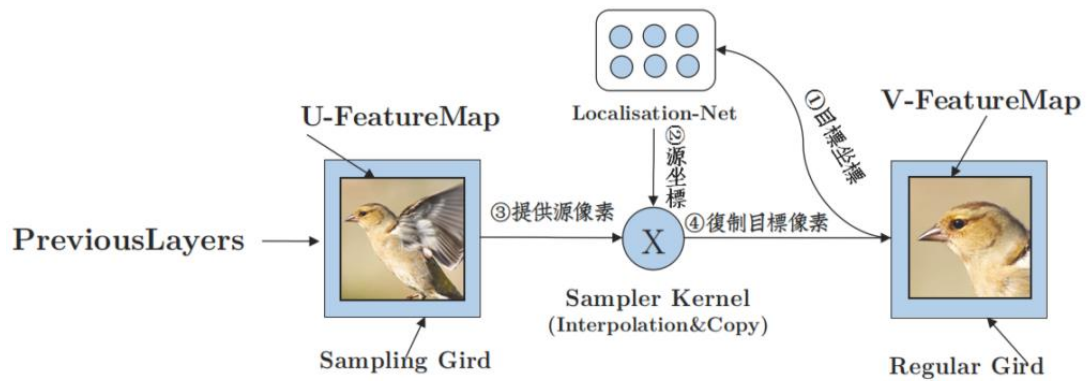 Localisation-Net
U-FeatureMap
V-FeatureMap
①目標坐標
②源坐標
PreviousLayers
③提供源像素
X
④復制目標像素
Sampler Kernel
(Interpolation&Copy)
Sampling Gird
Regular Gird